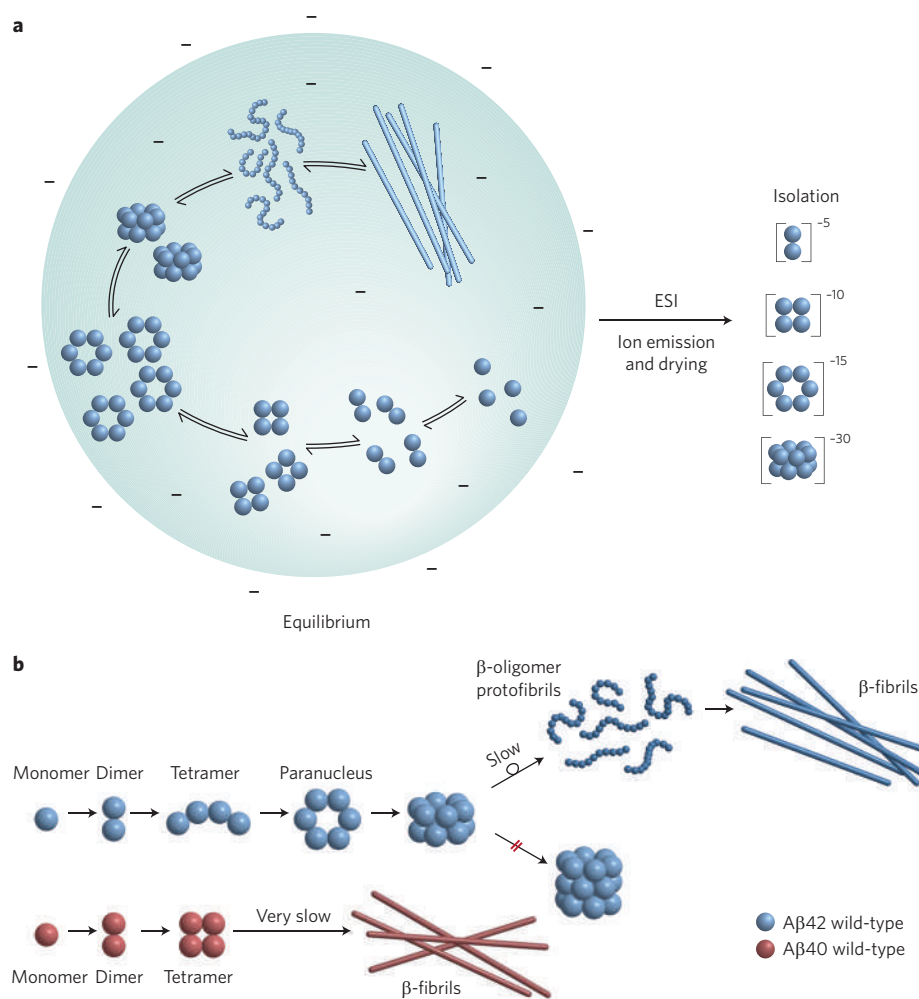 a
Isolation
–5
–10
–15
–30
ESI
Ion emission
and drying
Equilibrium
b
β-oligomer
protofibrils
β-fibrils
Slow
Monomer Dimer Tetramer Paranucleus
Very slow
Monomer Dimer Tetramer
β-fibrils
Aβ42 wild-type
Aβ40 wild-type